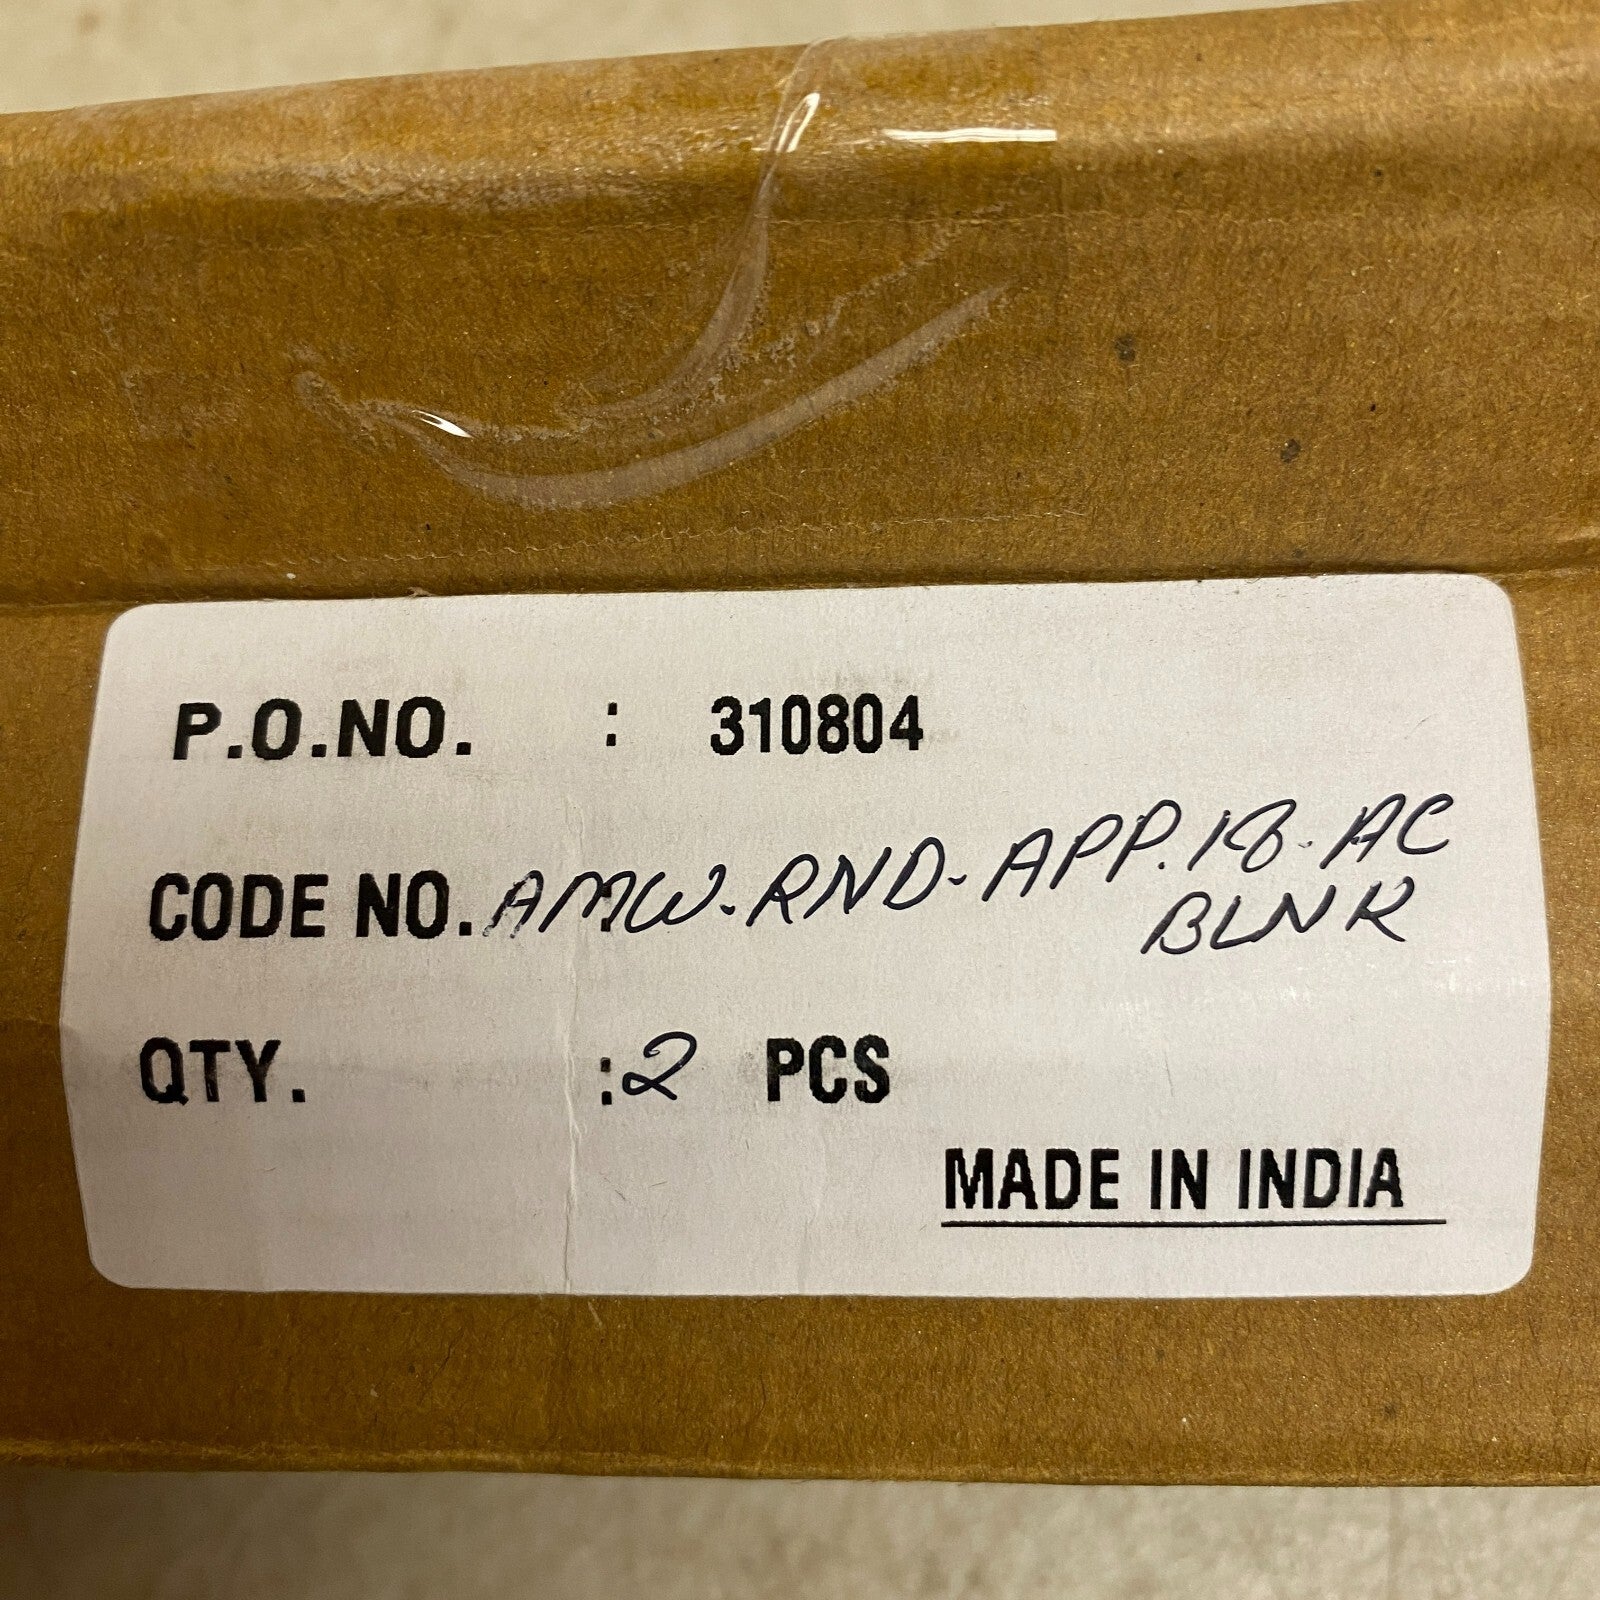 P.O.NO. : 310804
CODE NO. : AMW-RND-APP.18-AC
BLNK
QTY. : 2 PCS
MADE IN INDIA